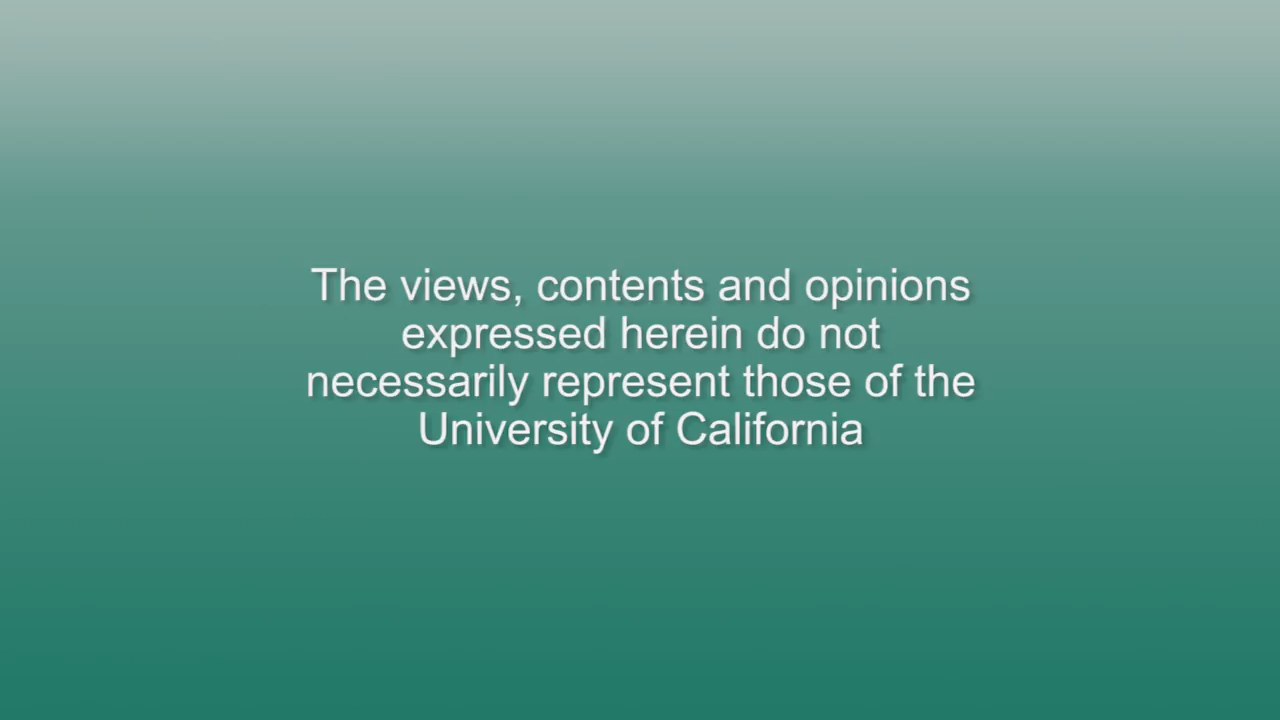 The views, contents and opinions
expressed herein do not
necessarily represent those of the
University of California